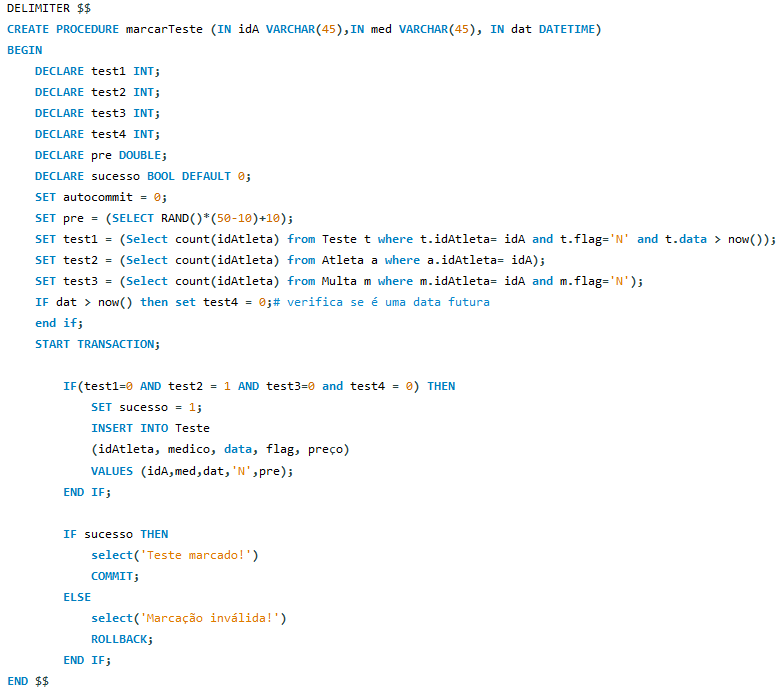 DELIMITER $$
CREATE PROCEDURE marcarTeste (IN idA VARCHAR(45),IN med VARCHAR(45), IN dat DATETIME)
BEGIN
    DECLARE test1 INT;
    DECLARE test2 INT;
    DECLARE test3 INT;
    DECLARE test4 INT;
    DECLARE pre DOUBLE;
    DECLARE sucesso BOOL DEFAULT 0;
    SET autocommit = 0;
    SET pre = (SELECT RAND()*(50-10)+10);
    SET test1 = (Select count(idAtleta) from Teste t where t.idAtleta= idA and t.flag='N' and t.data > now());
    SET test2 = (Select count(idAtleta) from Atleta a where a.idAtleta= idA);
    SET test3 = (Select count(idAtleta) from Multa m where m.idAtleta= idA and m.flag='N');
    IF dat > now() then set test4 = 0;# verifica se é uma data futura
    end if;
    START TRANSACTION;
        IF(test1=0 AND test2 = 1 AND test3=0 and test4 = 0) THEN
            SET sucesso = 1;
            INSERT INTO Teste
            (idAtleta, medico, data, flag, preço)
            VALUES (idA,med,dat,'N',pre);
        END IF;
        IF sucesso THEN
            select('Teste marcado!')
            COMMIT;
        ELSE
            select('Marcação inválida!')
            ROLLBACK;
        END IF;
END $$